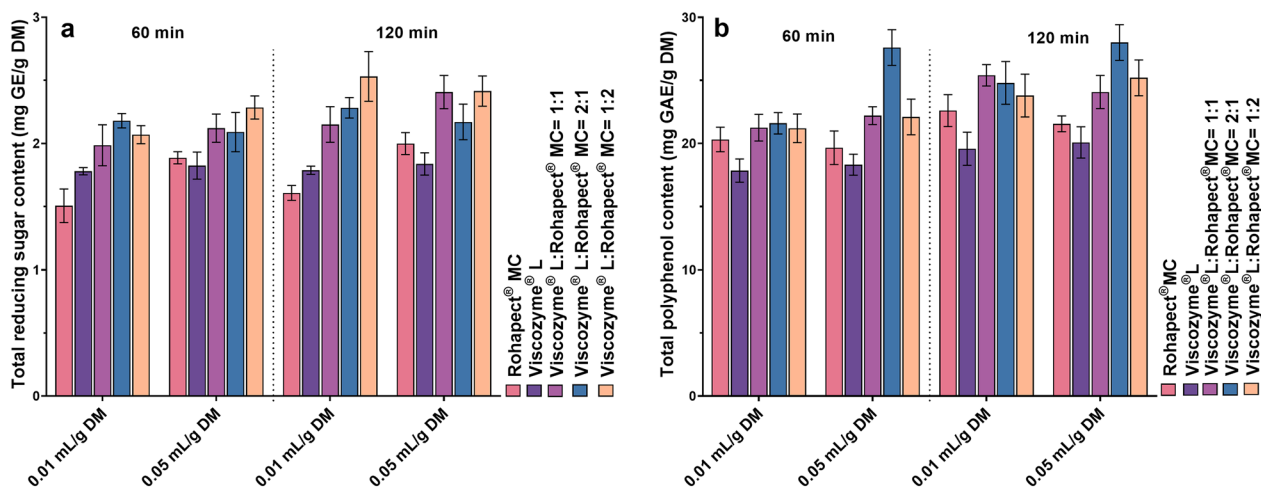 a
60 min
120 min
Total reducing sugar content (mg GE/g DM)
3
2
1
0
0.01 mL/g DM
0.05 mL/g DM
0.01 mL/g DM
0.05 mL/g DM
Rohapect® MC
Viscozyme® L
Viscozyme® L:Rohapect® MC= 1:1
Viscozyme® L:Rohapect® MC= 2:1
Viscozyme® L:Rohapect® MC= 1:2
b
60 min
120 min
Total polyphenol content (mg GAE/g DM)
30
20
10
0
0.01 mL/g DM
0.05 mL/g DM
0.01 mL/g DM
0.05 mL/g DM
Rohapect®MC
Viscozyme®L
Viscozyme®L:Rohapect®MC= 1:1
Viscozyme®L:Rohapect®MC= 2:1
Viscozyme®L:Rohapect®MC= 1:2